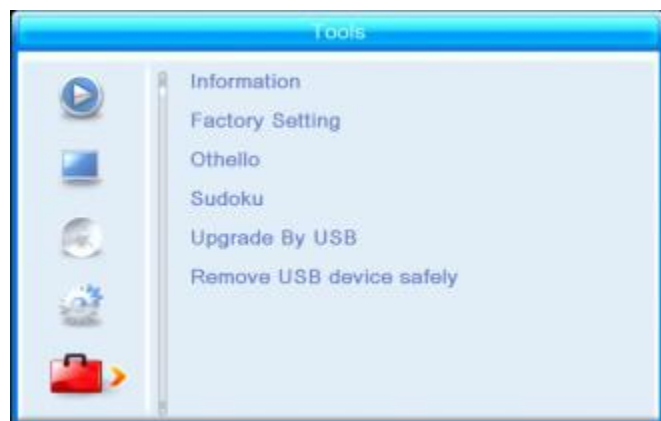 Tools
Information
Factory Setting
Othello
Sudoku
Upgrade By USB
Remove USB device safely